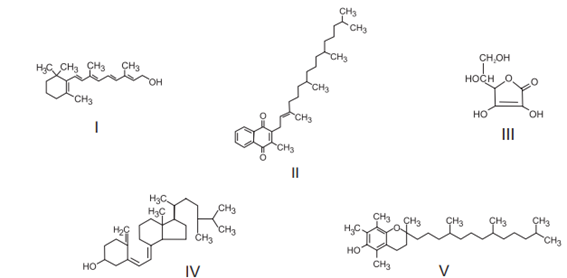 H₃C CH₃ CH₃ CH₃
OH
CH₃
I
CH₃
CH₃
CH₃
CH₃
O
CH₃
CH₃
O
II
CH₂OH
HOCH O O
HO OH
III
H₃C
H₃C CH₃
CH₃
CH₃
H₂C
HO
IV
CH₃ CH₃ CH₃ CH₃ CH₃
H₃C O
CH₃
HO
CH₃
V